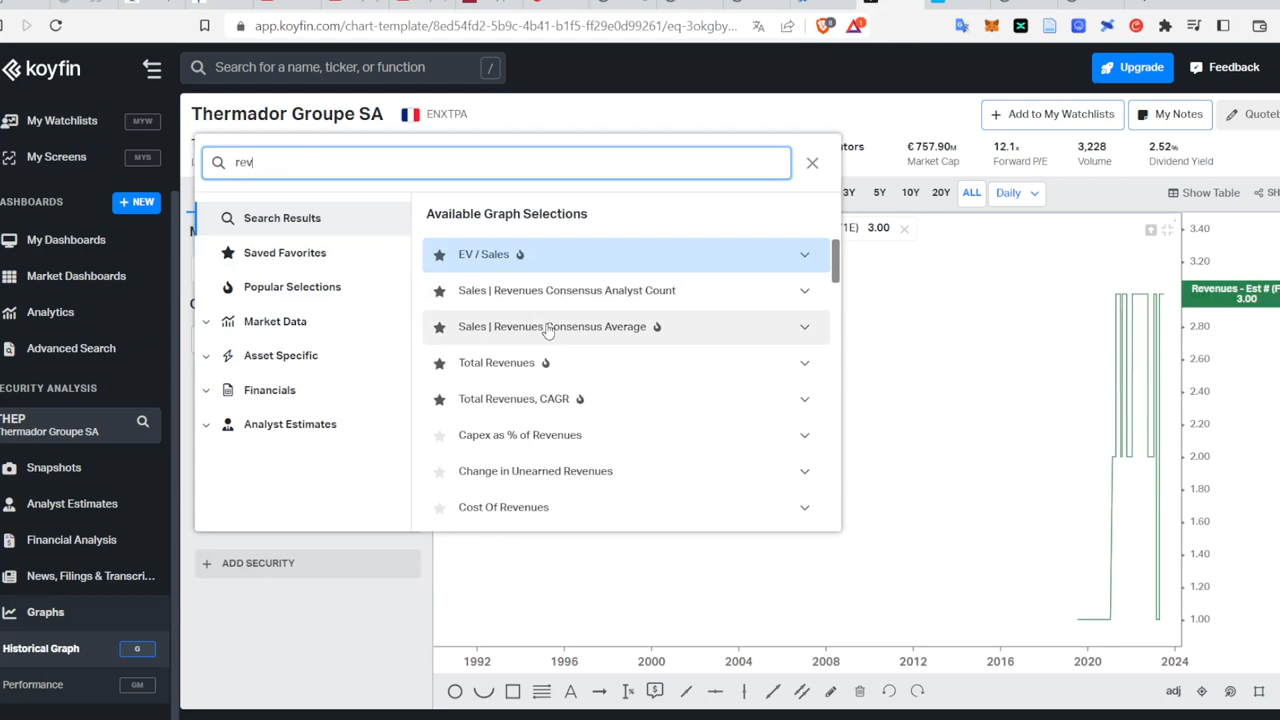 app.koyfin.com/chart-template/8ed54fd2-5b9c-4b41-b1f5-ff29e0d99261/eq-3okgby...
koyfin
Search for a name, ticker, or function /
Upgrade
Feedback
My Watchlists MYW
My Screens MYS
DASHBOARDS + NEW
My Dashboards
Market Dashboards
Analytics
Advanced Search
SECURITY ANALYSIS
THEP
Thermador Groupe SA
Snapshots
Analyst Estimates
Financial Analysis
News, Filings & Transcri...
Graphs
Historical Graph G
Performance GM
Thermador Groupe SA ENXTPA
+ Add to My Watchlists
My Notes
€ 757.90M
Market Cap
12.1x
Forward P/E
3,228
Volume
2.52%
Dividend Yield
3Y 5Y 10Y 20Y ALL Daily
Show Table
3.00
rev
Search Results
Saved Favorites
Popular Selections
Market Data
Asset Specific
Financials
Analyst Estimates
Available Graph Selections
EV / Sales
Sales | Revenues Consensus Analyst Count
Sales | Revenues Consensus Average
Total Revenues
Total Revenues, CAGR
Capex as % of Revenues
Change in Unearned Revenues
Cost Of Revenues
+ ADD SECURITY
3.40
3.20
Revenues - Est # (F
3.00
2.80
2.60
2.40
2.20
2.00
1.80
1.60
1.40
1.20
1.00
1992 1996 2000 2004 2008 2012 2016 2020 2024
A
adj